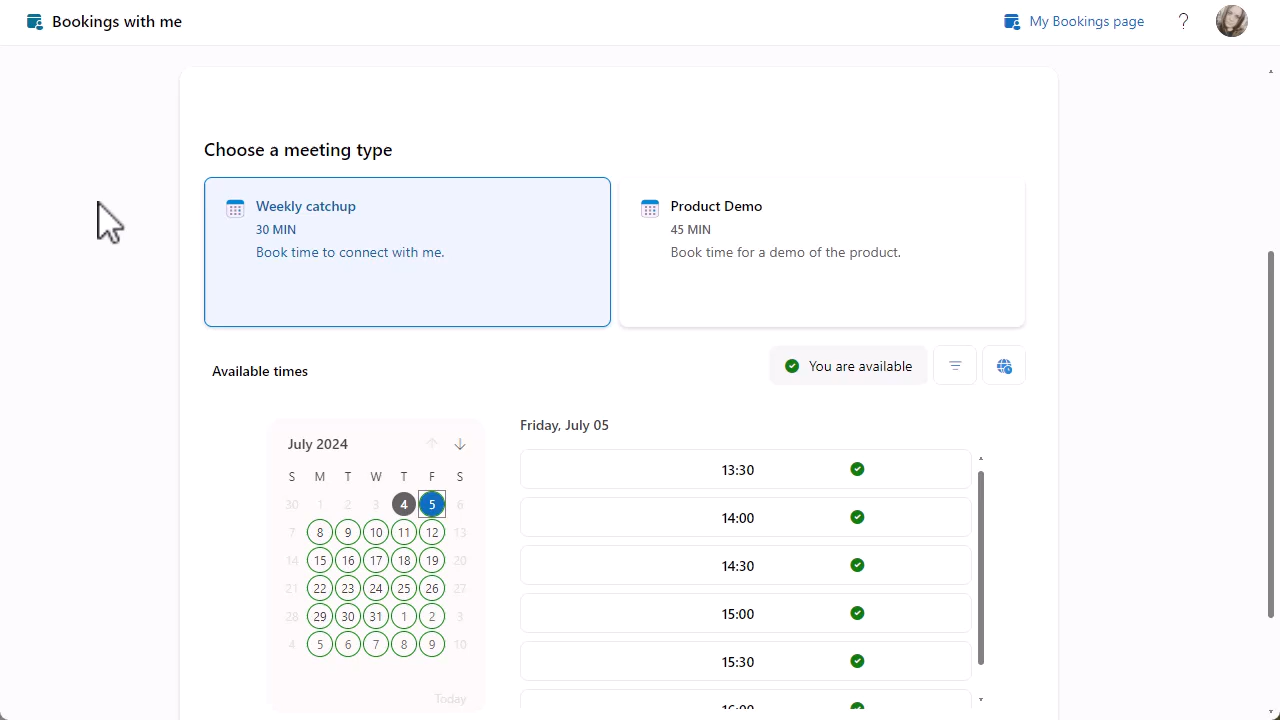 Bookings with me
My Bookings page
?
Choose a meeting type
Weekly catchup
30 MIN
Book time to connect with me.
Product Demo
45 MIN
Book time for a demo of the product.
Available times
You are available
July 2024
S M T W T F S
30 1 2 3 4 5 6
7 8 9 10 11 12 13
14 15 16 17 18 19 20
21 22 23 24 25 26 27
28 29 30 31 1 2 3
4 5 6 7 8 9 10
Today
Friday, July 05
13:30
14:00
14:30
15:00
15:30
16:00